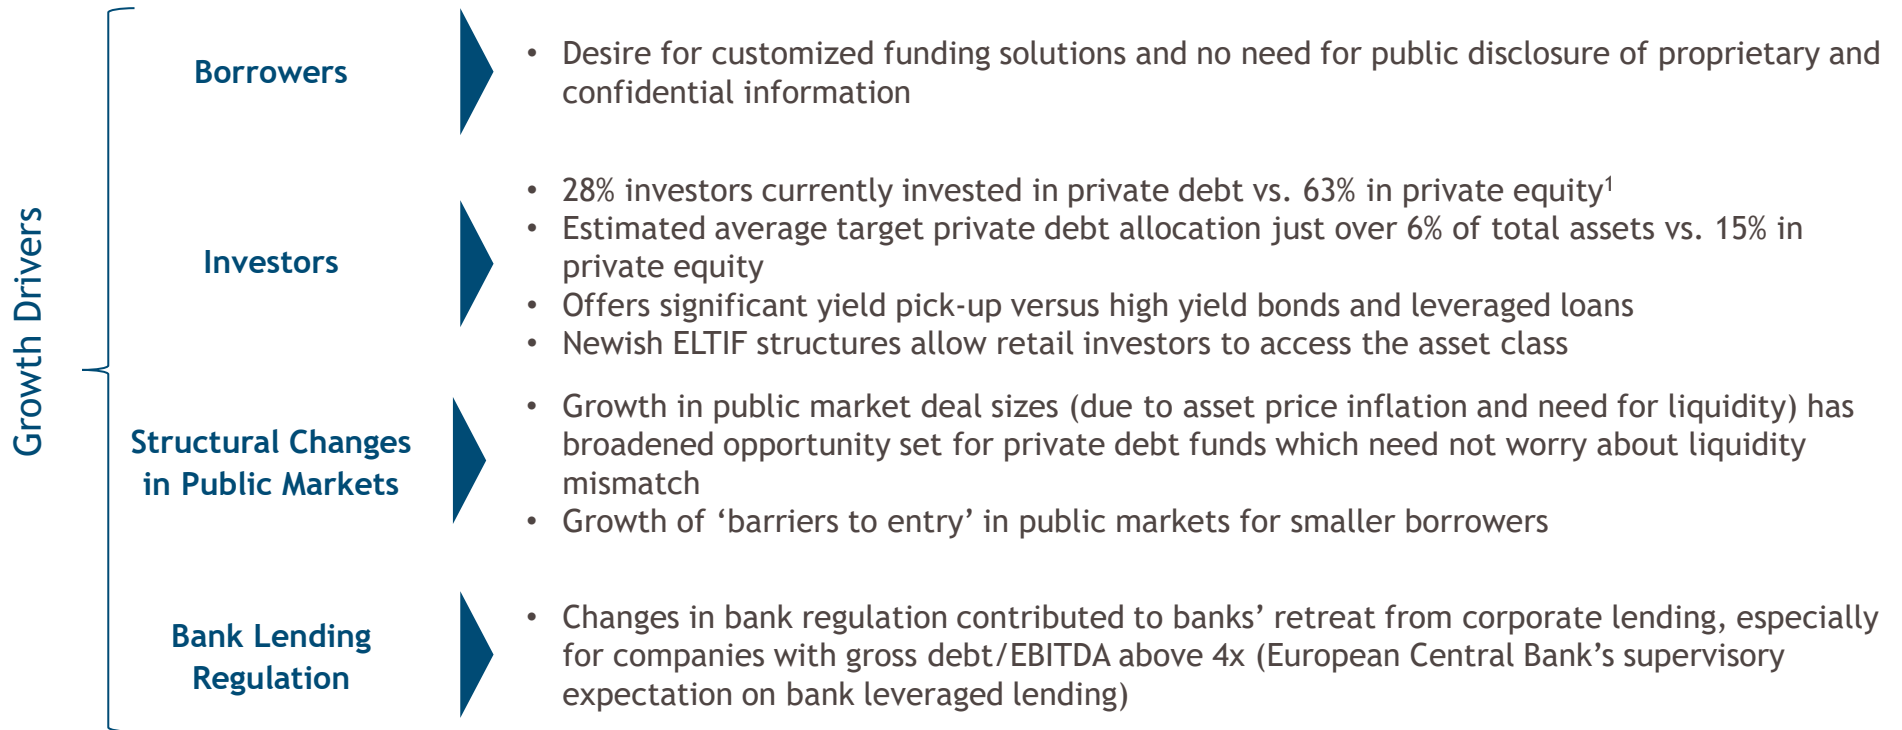 Growth Drivers
Borrowers
• Desire for customized funding solutions and no need for public disclosure of proprietary and
confidential information
Investors
• 28% investors currently invested in private debt vs. 63% in private equity¹
• Estimated average target private debt allocation just over 6% of total assets vs. 15% in
private equity
• Offers significant yield pick-up versus high yield bonds and leveraged loans
• Newish ELTIF structures allow retail investors to access the asset class
Structural Changes
in Public Markets
• Growth in public market deal sizes (due to asset price inflation and need for liquidity) has
broadened opportunity set for private debt funds which need not worry about liquidity
mismatch
• Growth of ‘barriers to entry’ in public markets for smaller borrowers
Bank Lending
Regulation
• Changes in bank regulation contributed to banks’ retreat from corporate lending, especially
for companies with gross debt/EBITDA above 4x (European Central Bank’s supervisory
expectation on bank leveraged lending)